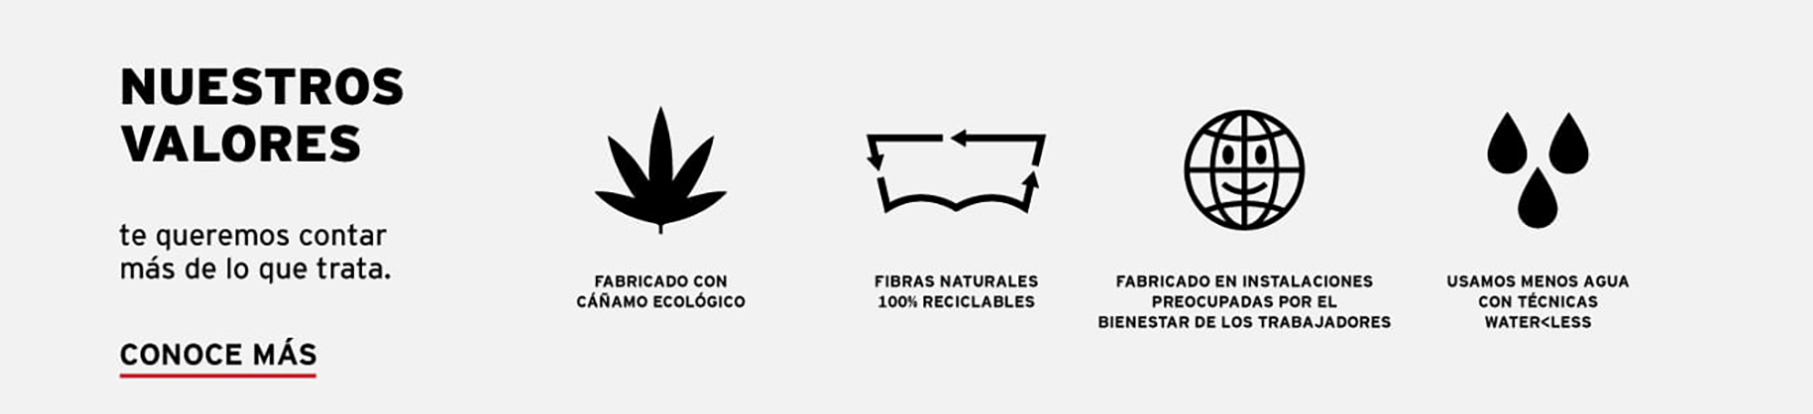 NUESTROS
VALORES
te queremos contar
más de lo que trata.
CONOCE MÁS
FABRICADO CON
CÁÑAMO ECOLÓGICO
FIBRAS NATURALES
100% RECICLABLES
FABRICADO EN INSTALACIONES
PREOCUPADAS POR EL
BIENESTAR DE LOS TRABAJADORES
USAMOS MENOS AGUA
CON TÉCNICAS
WATER<LESS